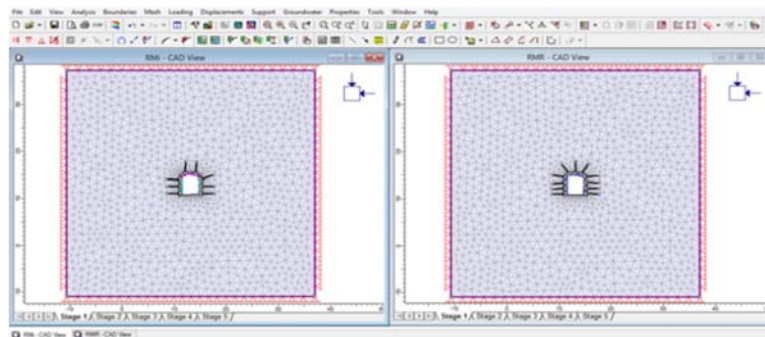 File Edit View Analysis Boundaries Mesh Loading Displacements Support Groundwater Properties Tools Window Help
RMi - CAD View
RMR - CAD View
Stage 1 Stage 2 Stage 3 Stage 4 Stage 5
Stage 1 Stage 2 Stage 3 Stage 4 Stage 5
RMi - CAD View RMR - CAD View